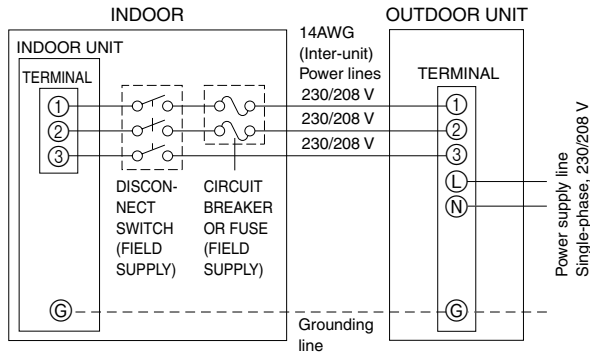 INDOOR
OUTDOOR UNIT
INDOOR UNIT
TERMINAL
14AWG
(Inter-unit)
Power lines
TERMINAL
1
230/208 V
1
2
230/208 V
2
3
230/208 V
3
L
N
DISCON-
NECT
SWITCH
(FIELD
SUPPLY)
CIRCUIT
BREAKER
OR FUSE
(FIELD
SUPPLY)
Power supply line
Single-phase, 230/208 V
G
G
Grounding
line